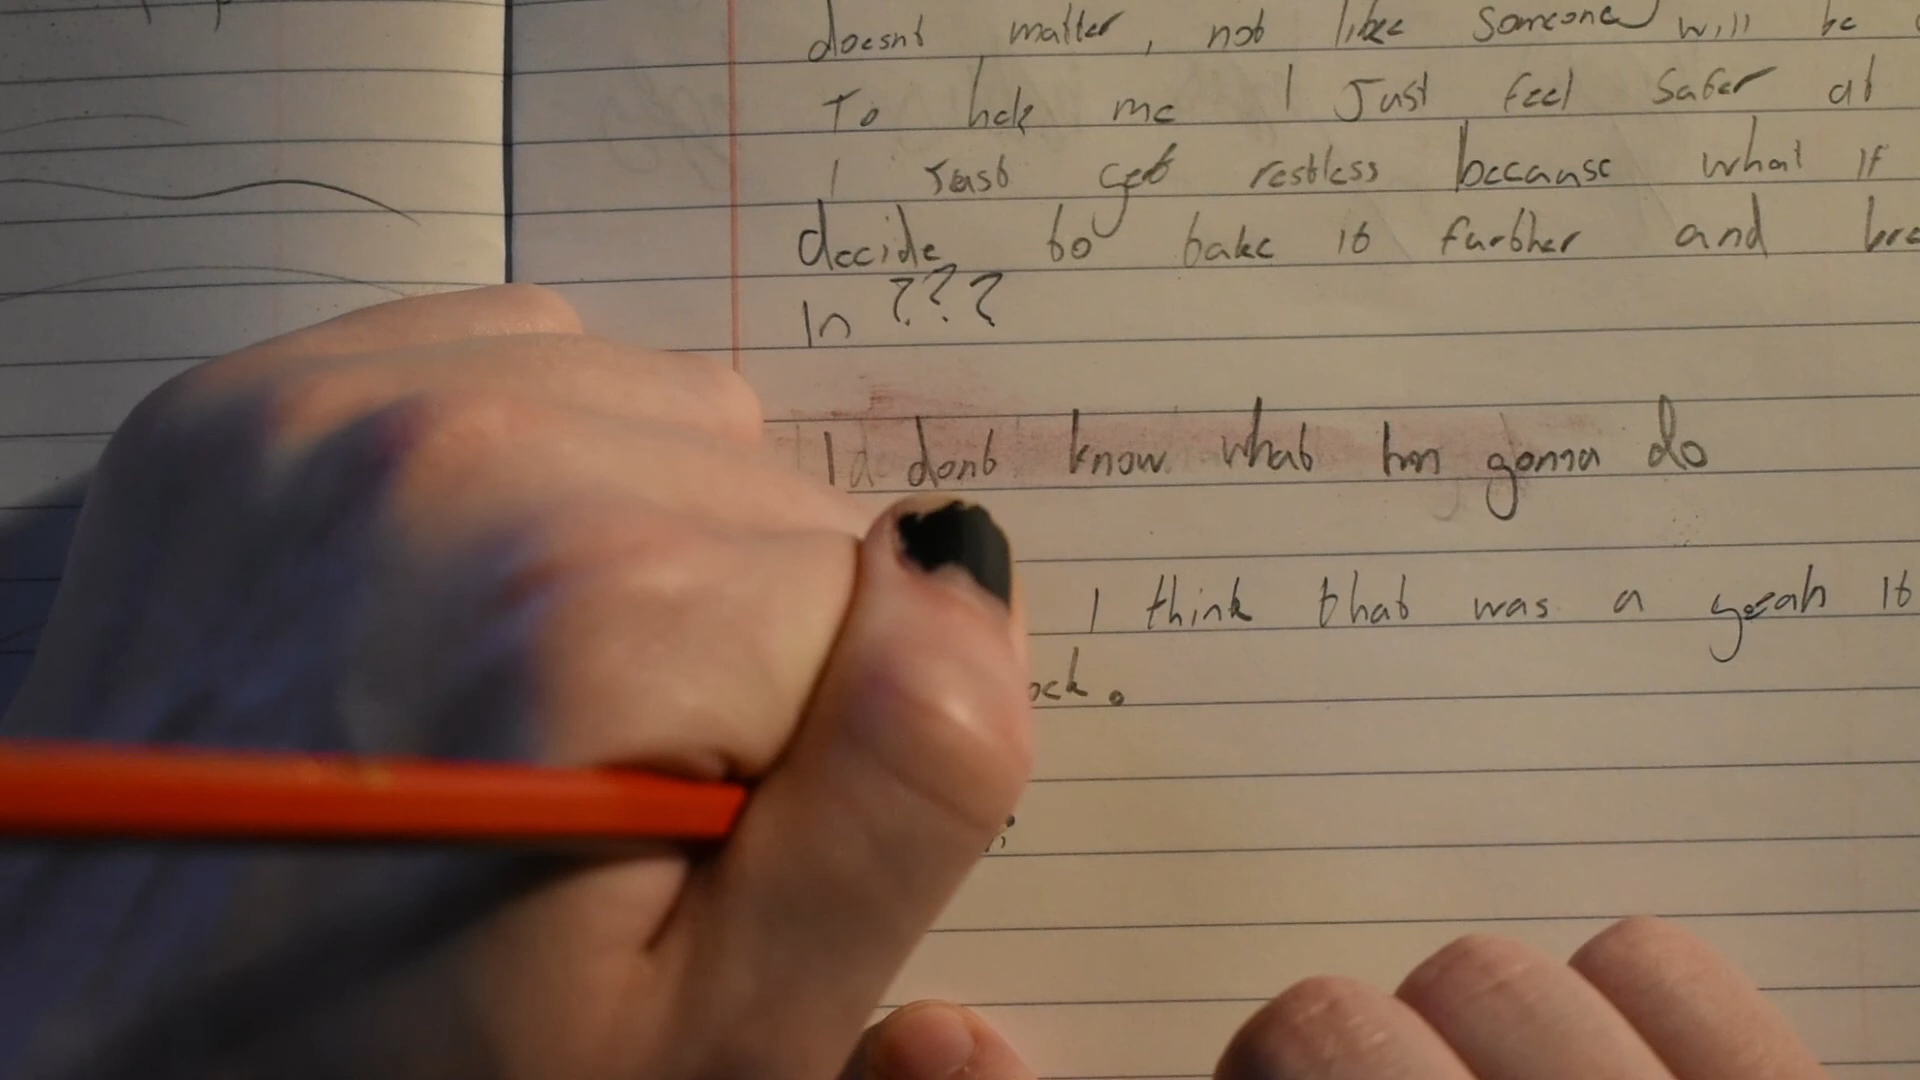 doesnt matter, not like someone will be
To help me I Just feel safer at
I Just get restless because what if
decide to take it further and bre
In ???
I dont know what Im gonna do
I think that was a yeah it
ock.